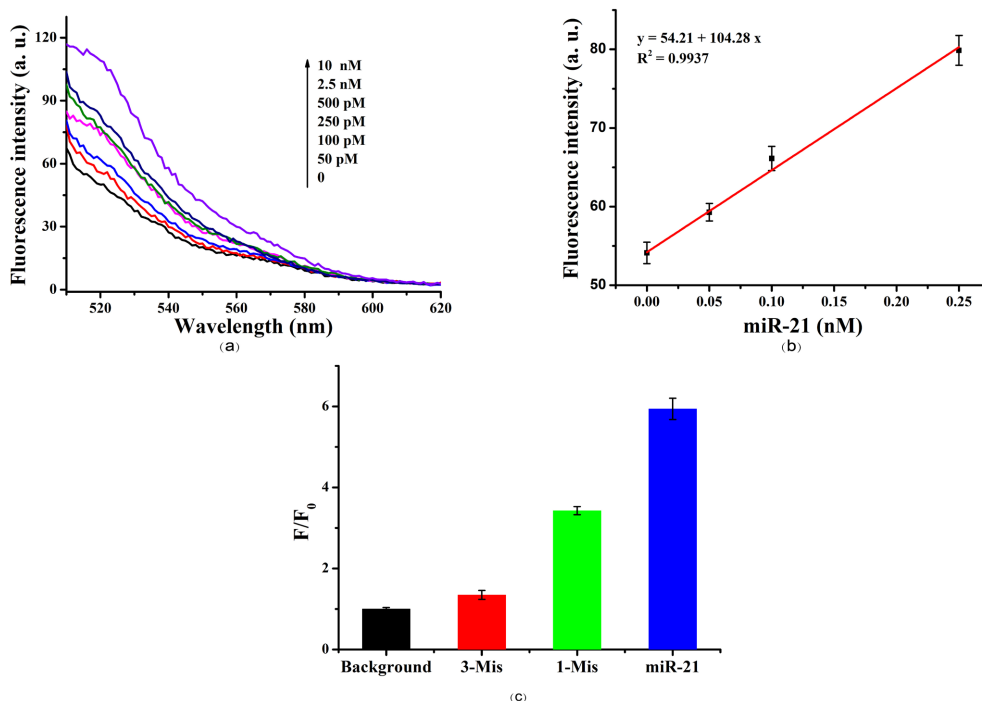 Fluorescence intensity (a. u.)
120
90
60
30
0
10 nM
2.5 nM
500 pM
250 pM
100 pM
50 pM
0
520 540 560 580 600 620
Wavelength (nm)
(a)
Fluorescence intensity (a. u.)
80
70
60
50
y = 54.21 + 104.28 x
R² = 0.9937
0.00 0.05 0.10 0.15 0.20 0.25
miR-21 (nM)
(b)
F/F₀
6
4
2
0
Background 3-Mis 1-Mis miR-21
(c)